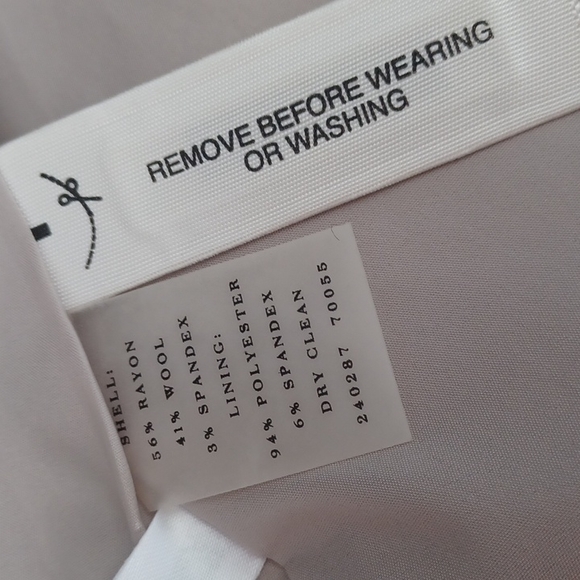 REMOVE BEFORE WEARING
OR WASHING
SHELL:
56% RAYON
41% WOOL
3% SPANDEX
LINING:
94% POLYESTER
6% SPANDEX
DRY CLEAN
240287 70055